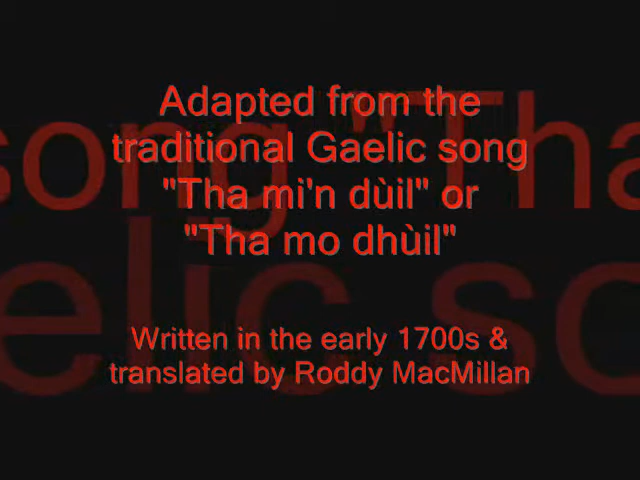 Adapted from the
traditional Gaelic song
"Tha mi'n dùil" or
"Tha mo dhùil"
Written in the early 1700s &
translated by Roddy MacMillan